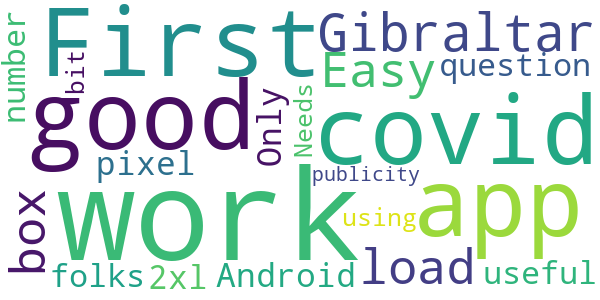 First
Gibraltar
number
bit
Easy
question
good
Only
Needs
covid
pixel
publicity
box
work
using
app
folks
2xl
Android
load
useful